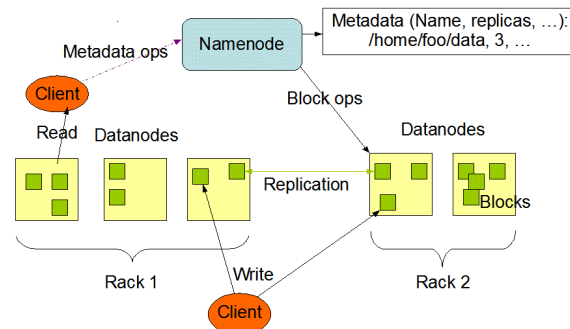 Metadata (Name, replicas, …):
/home/foo/data, 3, …
Namenode
Metadata ops
Client
Block ops
Read
Datanodes
Datanodes
Replication
Blocks
Rack 1
Write
Rack 2
Client